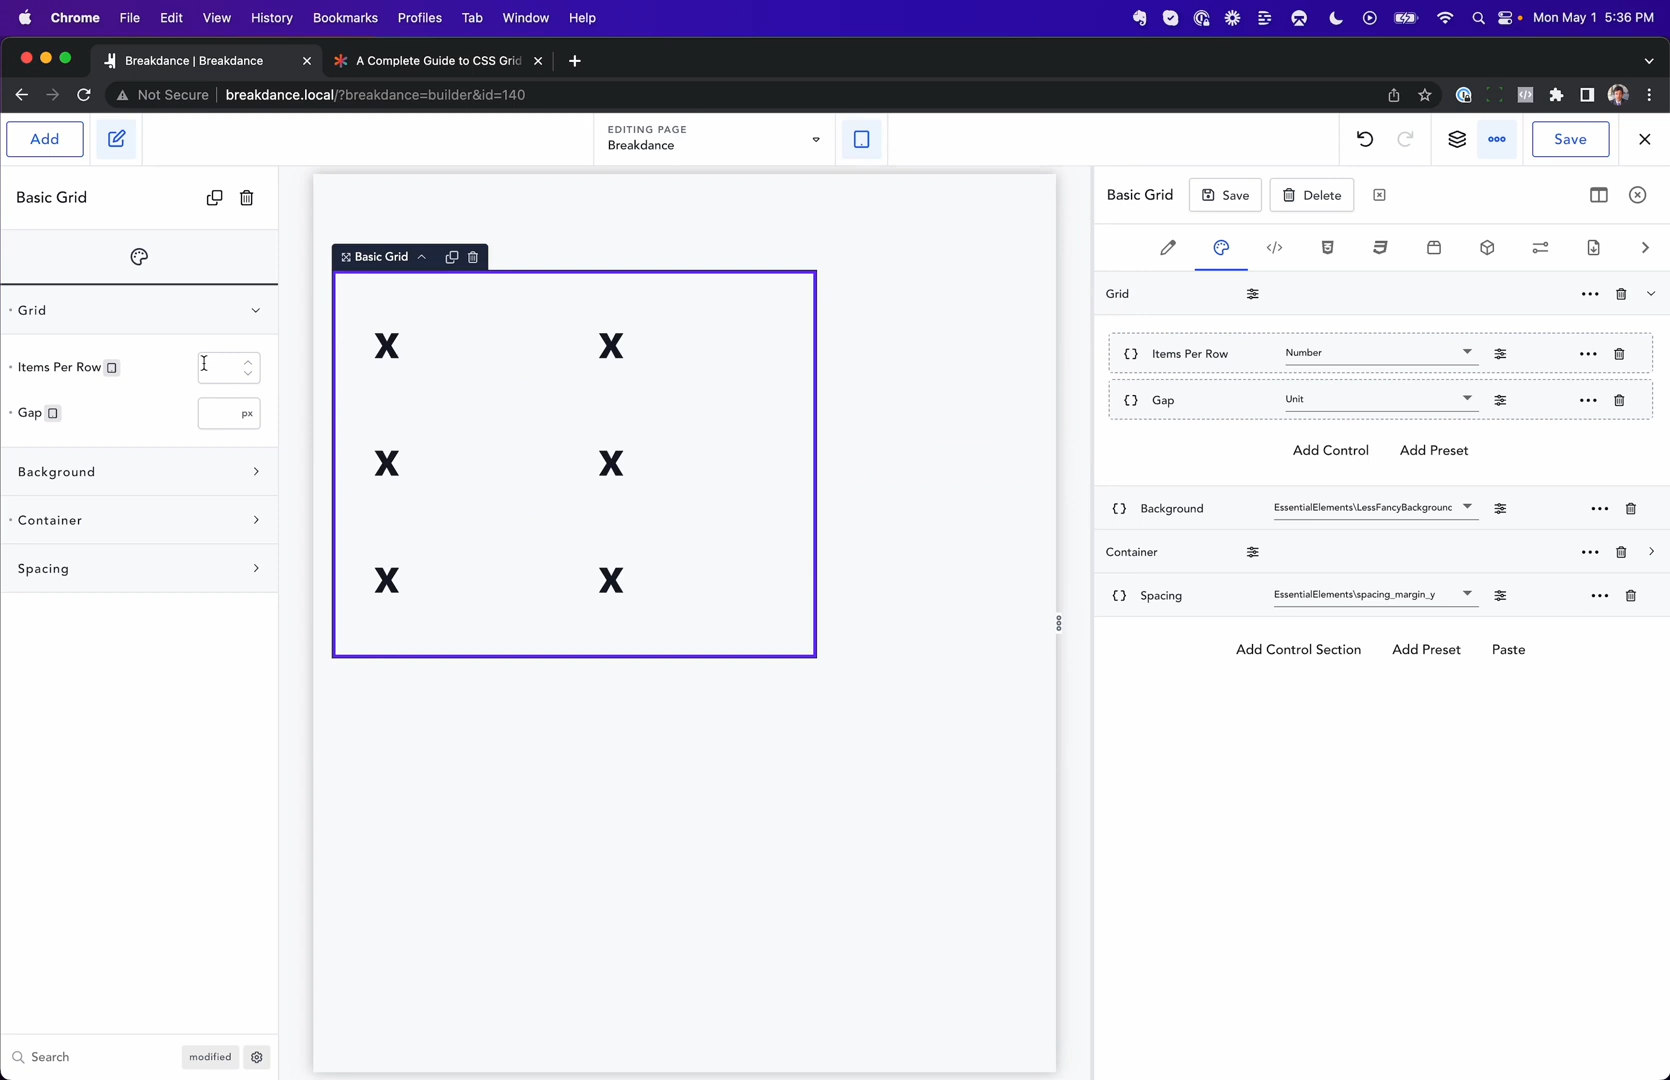 Chrome File Edit View History Bookmarks Profiles Tab Window Help Mon May 1 5:36 PM
Breakdance | Breakdance A Complete Guide to CSS Grid
Not Secure breakdance.local/?breakdance=builder&id=140
Add EDITING PAGE Save
Breakdance
Basic Grid
Grid
Items Per Row
Gap px
Background
Container
Spacing
Search modified
Basic Grid
X X
X X
X X
Basic Grid Save Delete
Grid
Items Per Row Number
Gap Unit
Add Control Add Preset
Background EssentialElements\LessFancyBackground
Container
Spacing EssentialElements\spacing_margin_y
Add Control Section Add Preset Paste